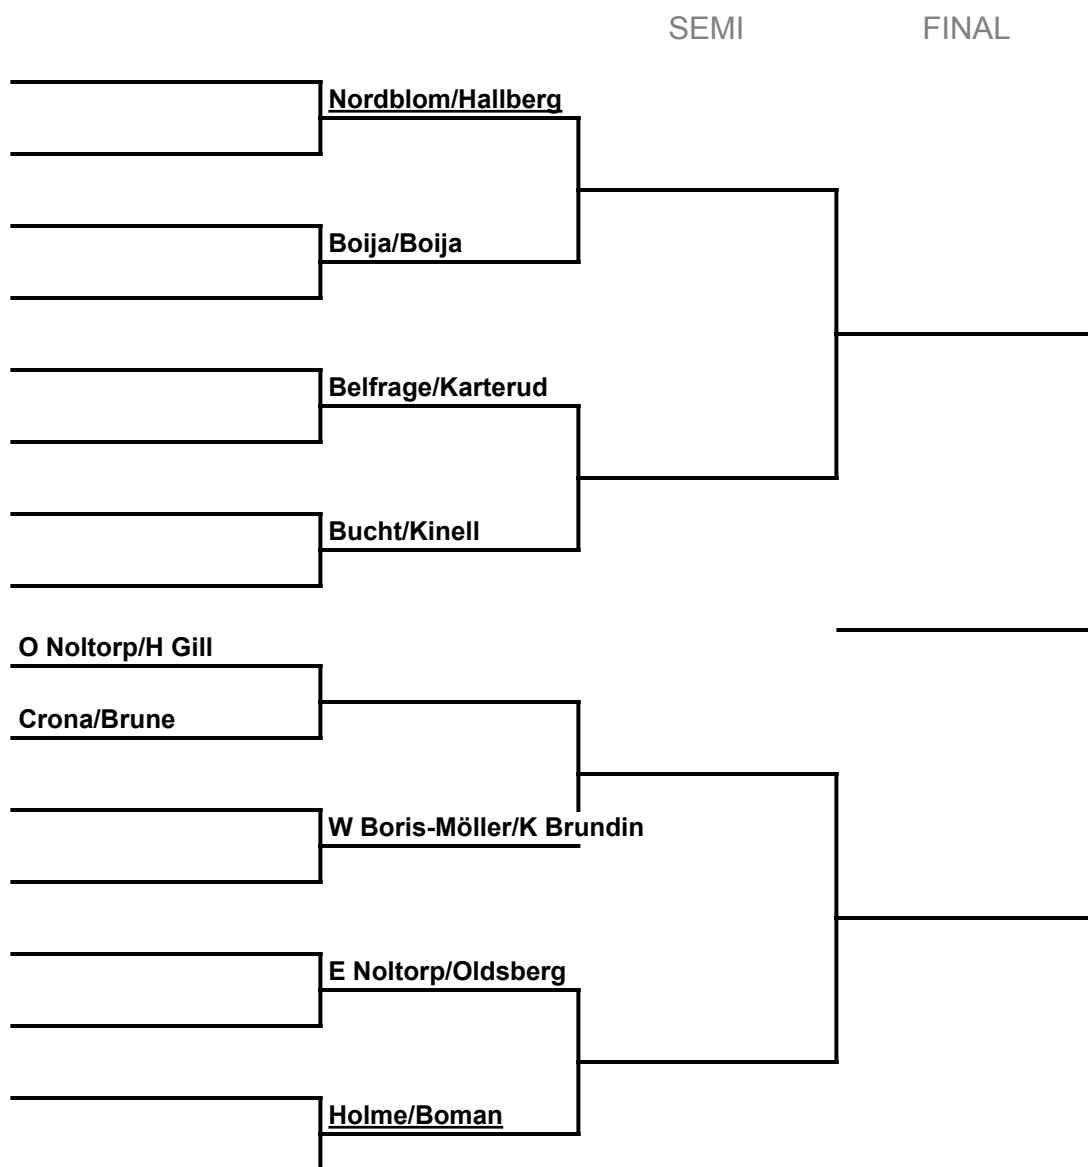 SEMI FINAL
Nordblom/Hallberg
Boija/Boija
Belfrage/Karterud
Bucht/Kinell
O Noltorp/H Gill
Crona/Brune
W Boris-Möller/K Brundin
E Noltorp/Oldsberg
Holme/Boman